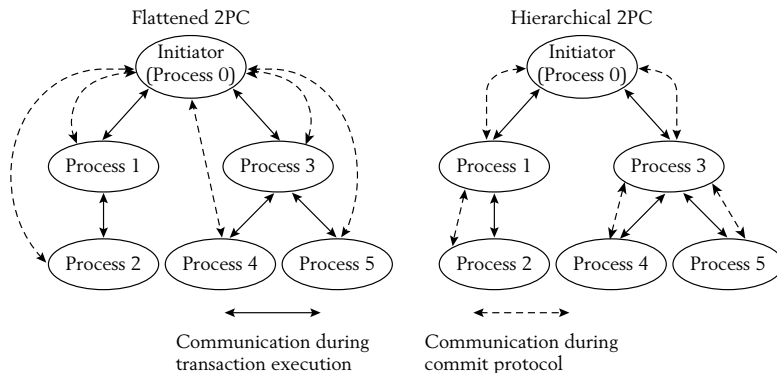 Flattened 2PC
Initiator
(Process 0)
Process 1
Process 3
Process 2
Process 4
Process 5
Hierarchical 2PC
Initiator
(Process 0)
Process 1
Process 3
Process 2
Process 4
Process 5
Communication during
transaction execution
Communication during
commit protocol